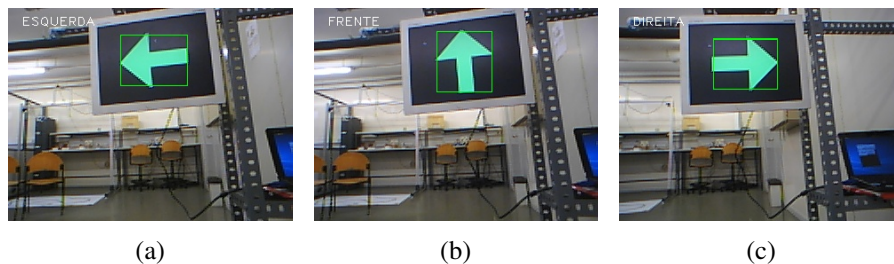 ESQUERDA
FRENTE
DIREITA
(a)
(b)
(c)